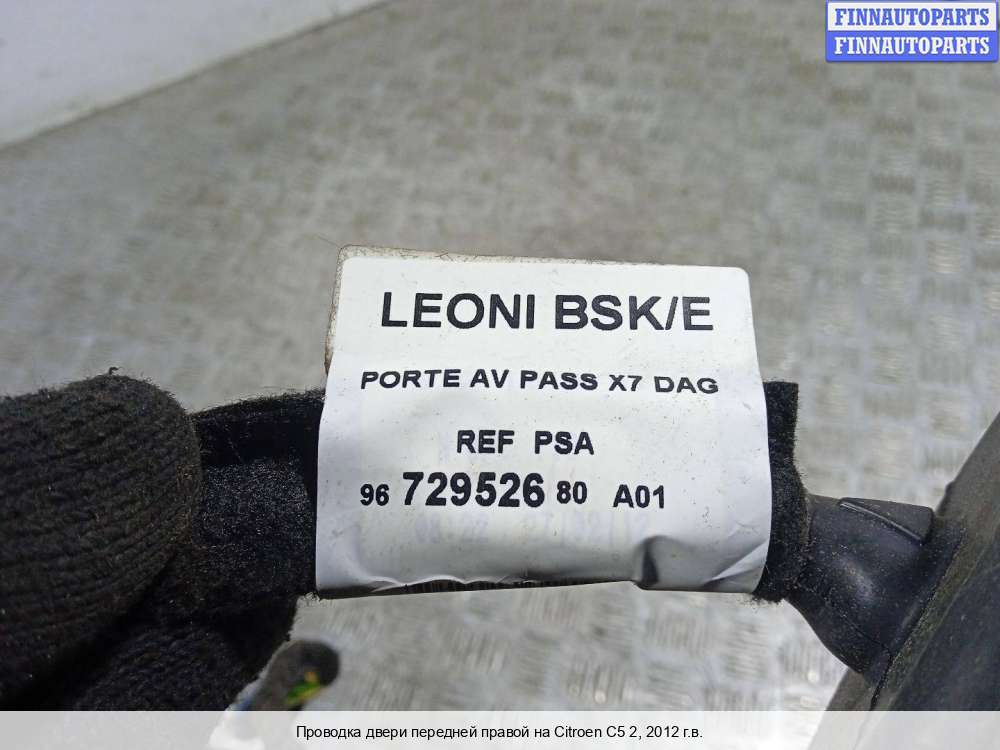 FINNAUTOPARTS
FINNAUTOPARTS
LEONI BSK/E
PORTE AV PASS X7 DAG
REF PSA
96 729526 80 A01
Проводка двери передней правой на Citroen C5 2, 2012 г.в.